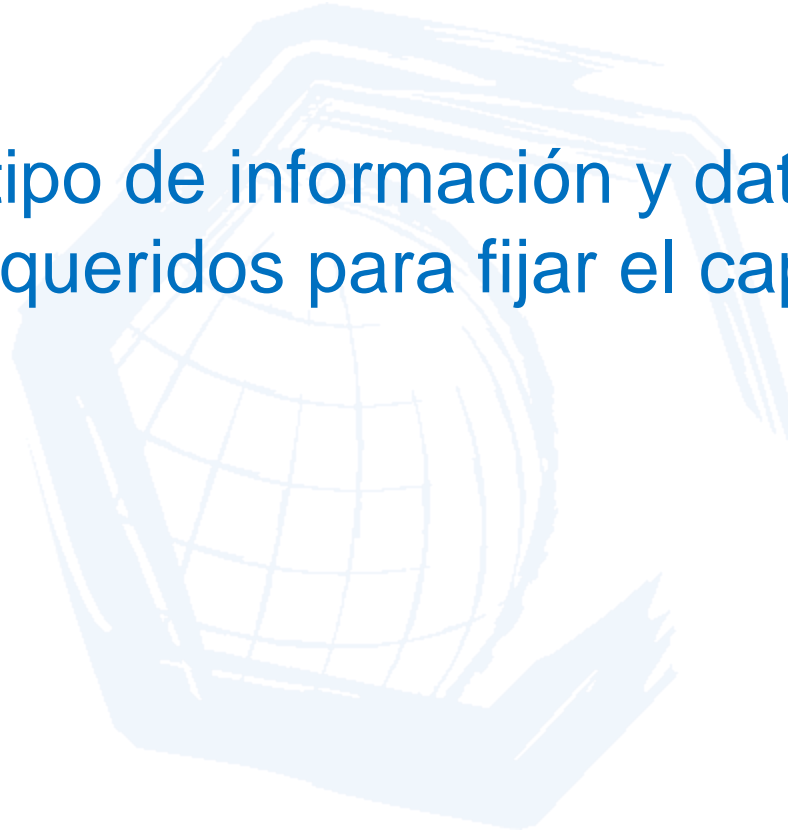 tipo de información y dat
queridos para fijar el cap